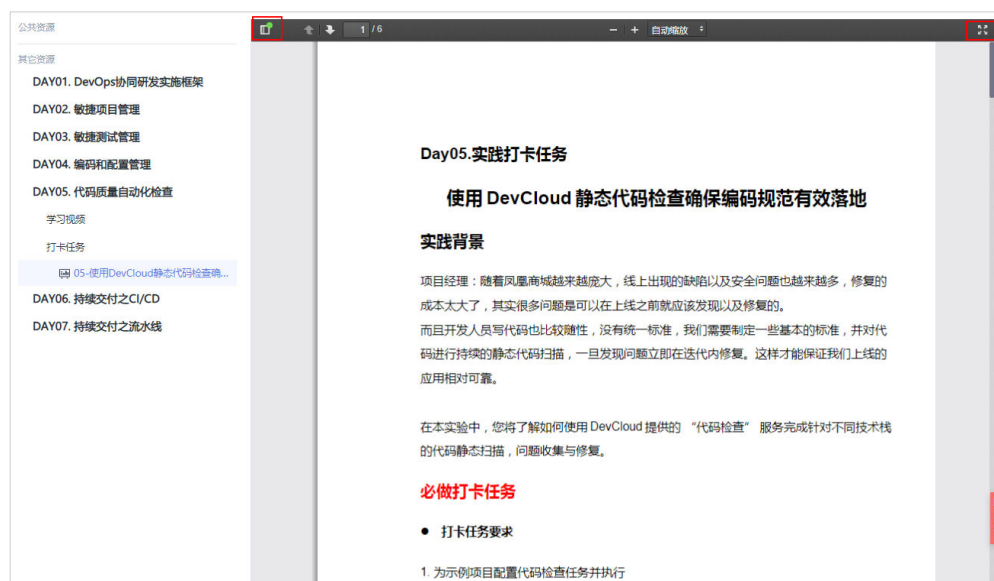 公共资源
其它资源
DAY01. DevOps协同研发实施框架
DAY02. 敏捷项目管理
DAY03. 敏捷测试管理
DAY04. 编码和配置管理
DAY05. 代码质量自动化检查
学习视频
打卡任务
05-使用DevCloud静态代码检查确...
DAY06. 持续交付之CI/CD
DAY07. 持续交付之流水线
1 / 6
自动缩放
Day05.实践打卡任务
使用 DevCloud 静态代码检查确保编码规范有效落地
实践背景
项目经理：随着凤凰商城越来越庞大，线上出现的缺陷以及安全问题也越来越多，修复的
成本太大了，其实很多问题是可以在上线之前就应该发现以及修复的。
而且开发人员写代码也比较随性，没有统一标准，我们需要制定一些基本的标准，并对代
码进行持续的静态代码扫描，一旦发现问题立即在迭代内修复。这样才能保证我们上线的
应用相对可靠。
在本实验中，您将了解如何使用 DevCloud 提供的 “代码检查” 服务完成针对不同技术栈
的代码静态扫描，问题收集与修复。
必做打卡任务
● 打卡任务要求
1. 为示例项目配置代码检查任务并执行